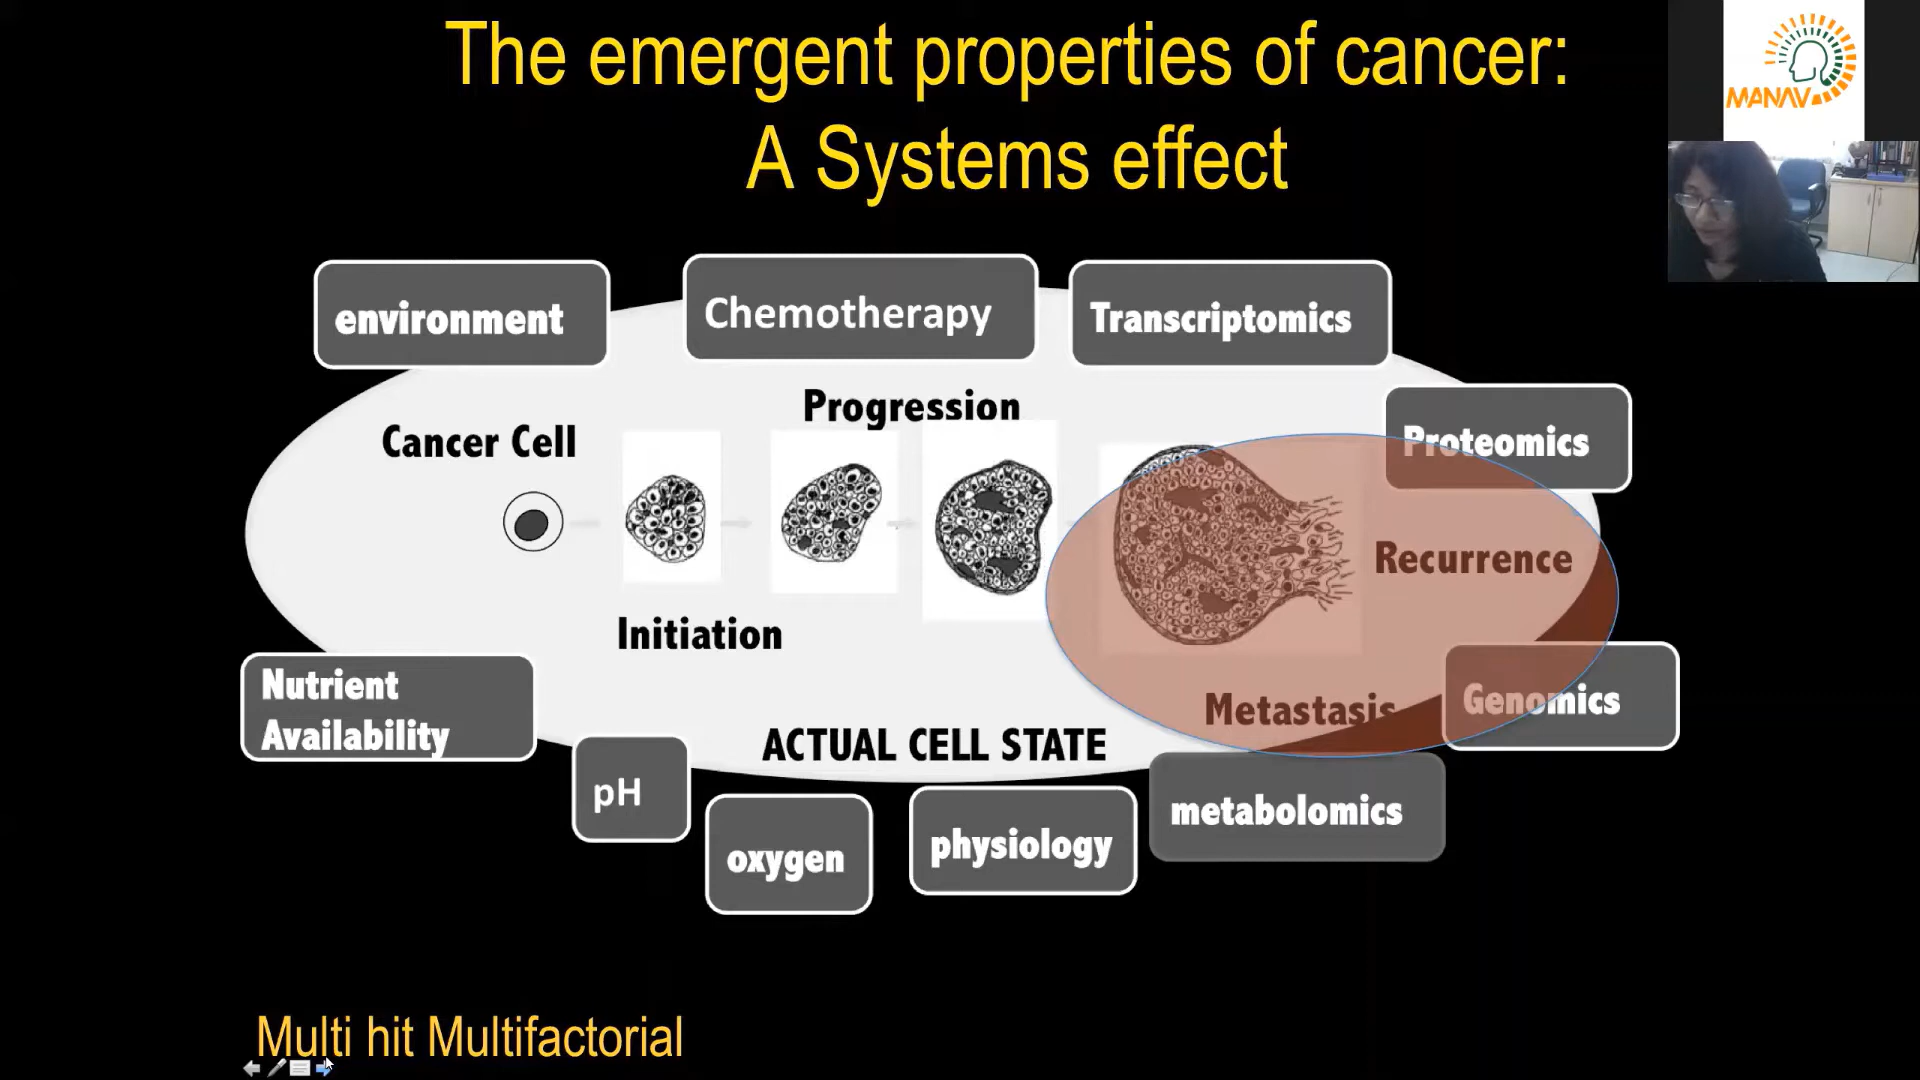 The emergent properties of cancer:
A Systems effect
MANAV
environment
Chemotherapy
Transcriptomics
Progression
Cancer Cell
Proteomics
Recurrence
Initiation
Nutrient
Availability
Genomics
Metastasis
ACTUAL CELL STATE
pH
oxygen
physiology
metabolomics
Multi hit Multifactorial